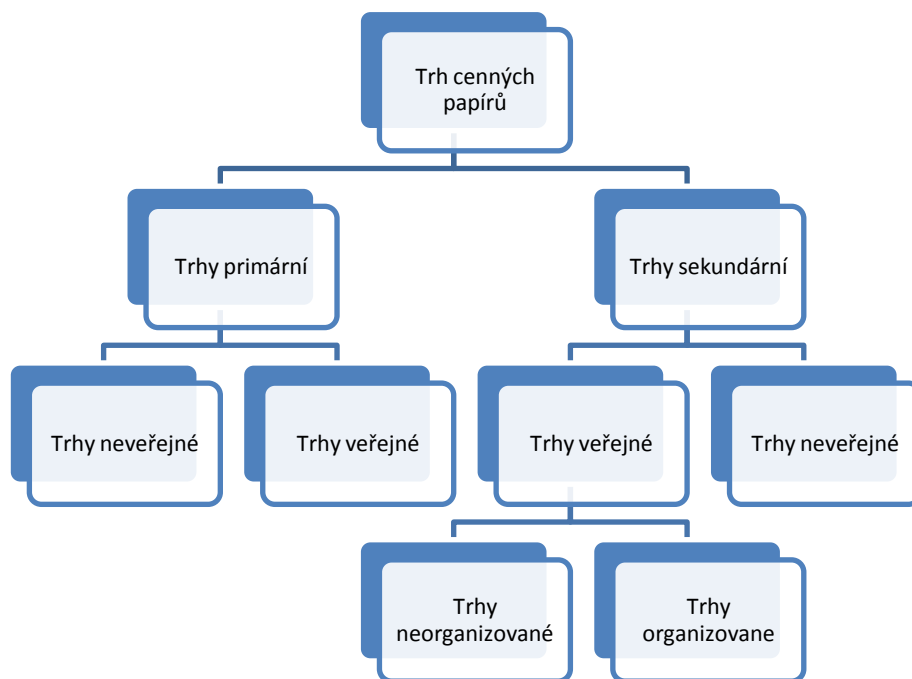 Trh cenných
papírů
Trhy primární
Trhy sekundární
Trhy neveřejné
Trhy veřejné
Trhy veřejné
Trhy neveřejné
Trhy
neorganizované
Trhy
organizovane